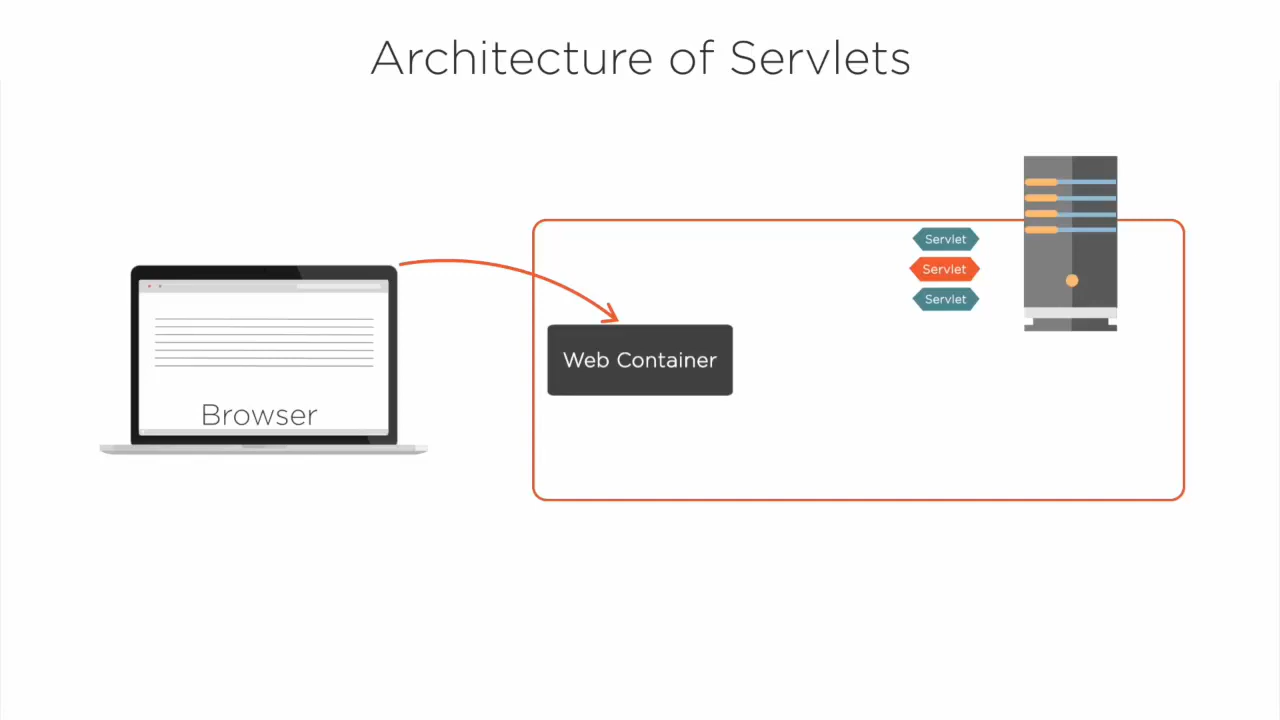 Architecture of Servlets
Servlet
Servlet
Servlet
Web Container
Browser